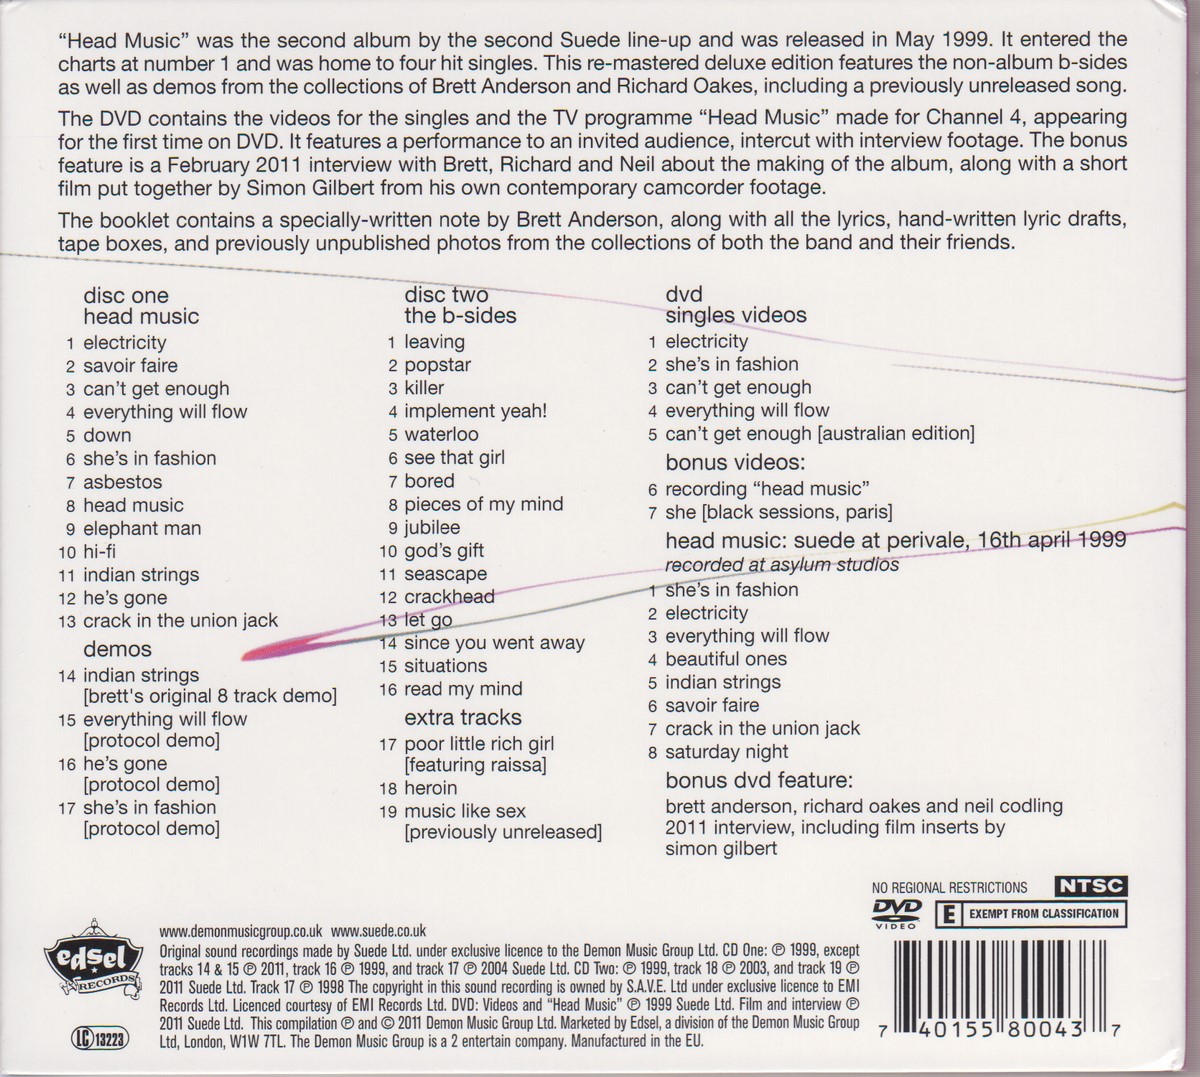 “Head Music” was the second album by the second Suede line-up and was released in May 1999. It entered the
charts at number 1 and was home to four hit singles. This re-mastered deluxe edition features the non-album b-sides
as well as demos from the collections of Brett Anderson and Richard Oakes, including a previously unreleased song.
The DVD contains the videos for the singles and the TV programme “Head Music” made for Channel 4, appearing
for the first time on DVD. It features a performance to an invited audience, intercut with interview footage. The bonus
feature is a February 2011 interview with Brett, Richard and Neil about the making of the album, along with a short
film put together by Simon Gilbert from his own contemporary camcorder footage.
The booklet contains a specially-written note by Brett Anderson, along with all the lyrics, hand-written lyric drafts,
tape boxes, and previously unpublished photos from the collections of both the band and their friends.
disc one
head music
1 electricity
2 savoir faire
3 can’t get enough
4 everything will flow
5 down
6 she’s in fashion
7 asbestos
8 head music
9 elephant man
10 hi-fi
11 indian strings
12 he’s gone
13 crack in the union jack
demos
14 indian strings
[brett's original 8 track demo]
15 everything will flow
[protocol demo]
16 he’s gone
[protocol demo]
17 she’s in fashion
[protocol demo]
disc two
the b-sides
1 leaving
2 popstar
3 killer
4 implement yeah!
5 waterloo
6 see that girl
7 bored
8 pieces of my mind
9 jubilee
10 god’s gift
11 seascape
12 crackhead
13 let go
14 since you went away
15 situations
16 read my mind
extra tracks
17 poor little rich girl
[featuring raissa]
18 heroin
19 music like sex
[previously unreleased]
dvd
singles videos
1 electricity
2 she’s in fashion
3 can’t get enough
4 everything will flow
5 can’t get enough [australian edition]
bonus videos:
6 recording “head music”
7 she [black sessions, paris]
head music: suede at perivale, 16th april 1999
recorded at asylum studios
1 she’s in fashion
2 electricity
3 everything will flow
4 beautiful ones
5 indian strings
6 savoir faire
7 crack in the union jack
8 saturday night
bonus dvd feature:
brett anderson, richard oakes and neil codling
2011 interview, including film inserts by
simon gilbert
NO REGIONAL RESTRICTIONS NTSC
DVD VIDEO E EXEMPT FROM CLASSIFICATION
edsel RECORDS
LC 13223
www.demonmusicgroup.co.uk www.suede.co.uk
Original sound recordings made by Suede Ltd. under exclusive licence to the Demon Music Group Ltd. CD One: ℗ 1999, except
tracks 14 & 15 ℗ 2011, track 16 ℗ 1999, and track 17 ℗ 2004 Suede Ltd. CD Two: ℗ 1999, track 18 ℗ 2003, and track 19 ℗
2011 Suede Ltd. Track 17 ℗ 1998 The copyright in this sound recording is owned by S.A.V.E. Ltd under exclusive licence to EMI
Records Ltd. Licenced courtesy of EMI Records Ltd. DVD: Videos and “Head Music” ℗ 1999 Suede Ltd. Film and interview ℗
2011 Suede Ltd. This compilation ℗ and © 2011 Demon Music Group Ltd. Marketed by Edsel, a division of the Demon Music Group
Ltd, London, W1W 7TL. The Demon Music Group is a 2 entertain company. Manufactured in the EU.
7 40155 80043 7